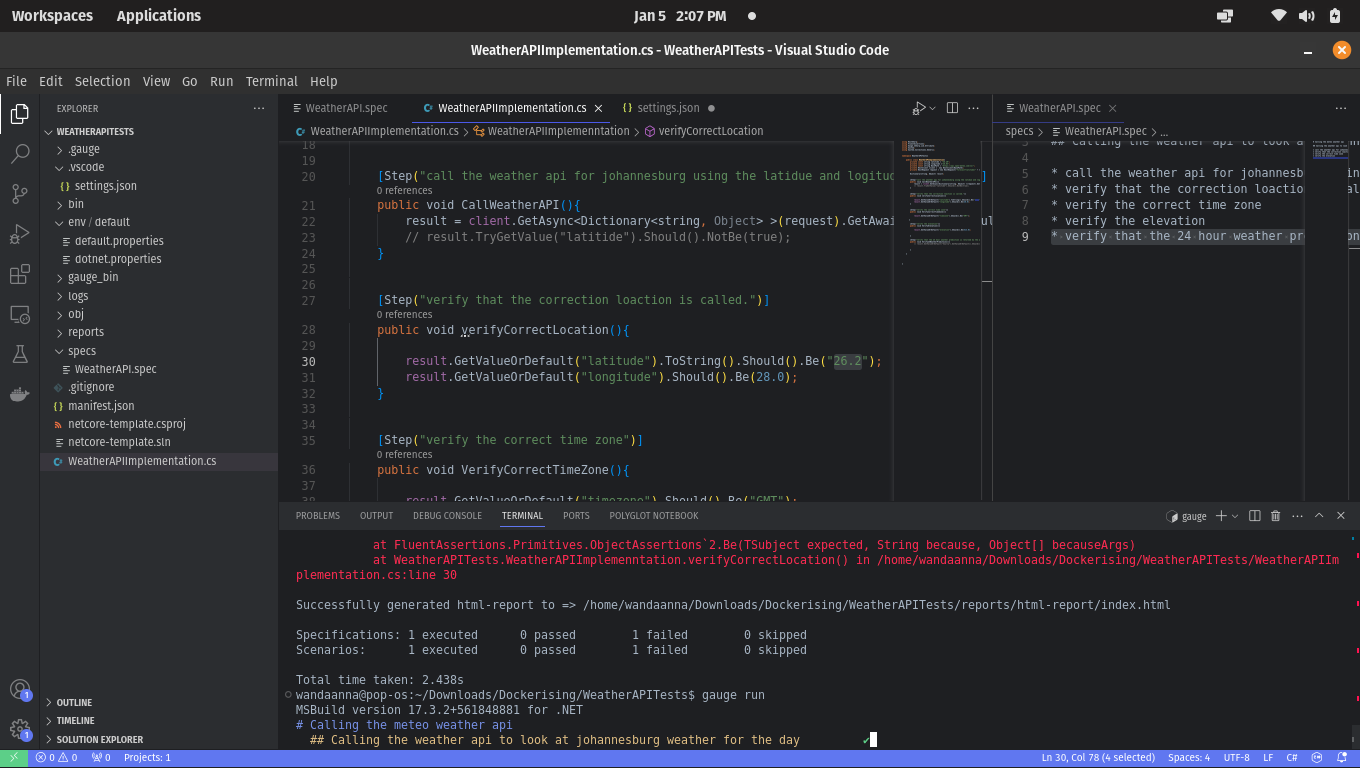 Workspaces Applications Jan 5 2:07 PM
WeatherAPIImplementation.cs - WeatherAPITests - Visual Studio Code
File Edit Selection View Go Run Terminal Help
EXPLORER
WEATHERAPITESTS
.gauge
.vscode
settings.json
bin
env / default
default.properties
dotnet.properties
gauge_bin
logs
obj
reports
specs
WeatherAPI.spec
.gitignore
manifest.json
netcore-template.csproj
netcore-template.sln
WeatherAPIImplementation.cs
OUTLINE
TIMELINE
SOLUTION EXPLORER
1
1
WeatherAPI.spec WeatherAPIImplementation.cs settings.json
WeatherAPIImplementation.cs > WeatherAPIImplemenntation > verifyCorrectLocation
18
19
20 [Step("call the weather api for johannesburg using the latidue and logitud ]
0 references
21 public void CallWeatherAPI(){
22 result = client.GetAsync<Dictionary<string, Object> >(request).GetAwai
23 // result.TryGetValue("latitide").Should().NotBe(true);
24 }
25
26
27 [Step("verify that the correction loaction is called.")]
0 references
28 public void verifyCorrectLocation(){
29
30 result.GetValueOrDefault("latitude").ToString().Should().Be("26.2");
31 result.GetValueOrDefault("longitude").Should().Be(28.0);
32 }
33
34
35 [Step("verify the correct time zone")]
0 references
36 public void VerifyCorrectTimeZone(){
37
38 result.GetValueOrDefault("timezone").Should().Be("GMT");
WeatherAPI.spec
specs > WeatherAPI.spec > ...
3 ## Calling the weather api to look a
4
5 * call the weather api for johannesb
6 * verify that the correction loactio
7 * verify the correct time zone
8 * verify the elevation
9 * verify that the 24 hour weather pr
PROBLEMS OUTPUT DEBUG CONSOLE TERMINAL PORTS POLYGLOT NOTEBOOK
gauge
at FluentAssertions.Primitives.ObjectAssertions`2.Be(TSubject expected, String because, Object[] becauseArgs)
at WeatherAPITests.WeatherAPIImplemenntation.verifyCorrectLocation() in /home/wandaanna/Downloads/Dockerising/WeatherAPITests/WeatherAPIIm
plementation.cs:line 30
Successfully generated html-report to => /home/wandaanna/Downloads/Dockerising/WeatherAPITests/reports/html-report/index.html
Specifications: 1 executed 0 passed 1 failed 0 skipped
Scenarios: 1 executed 0 passed 1 failed 0 skipped
Total time taken: 2.438s
wandaanna@pop-os:~/Downloads/Dockerising/WeatherAPITests$ gauge run
MSBuild version 17.3.2+561848881 for .NET
# Calling the meteo weather api
## Calling the weather api to look at johannesburg weather for the day ✔
0 0 0 Projects: 1 Ln 30, Col 78 (4 selected) Spaces: 4 UTF-8 LF C#